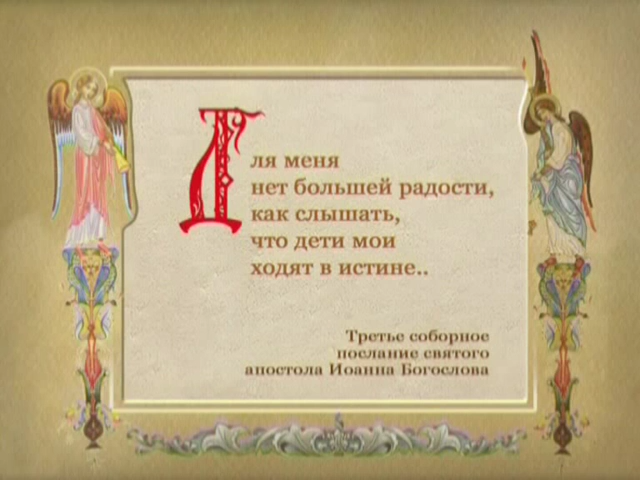 Для меня
нет большей радости,
как слышать,
что дети мои
ходят в истине..
Третье соборное
послание святого
апостола Иоанна Богослова